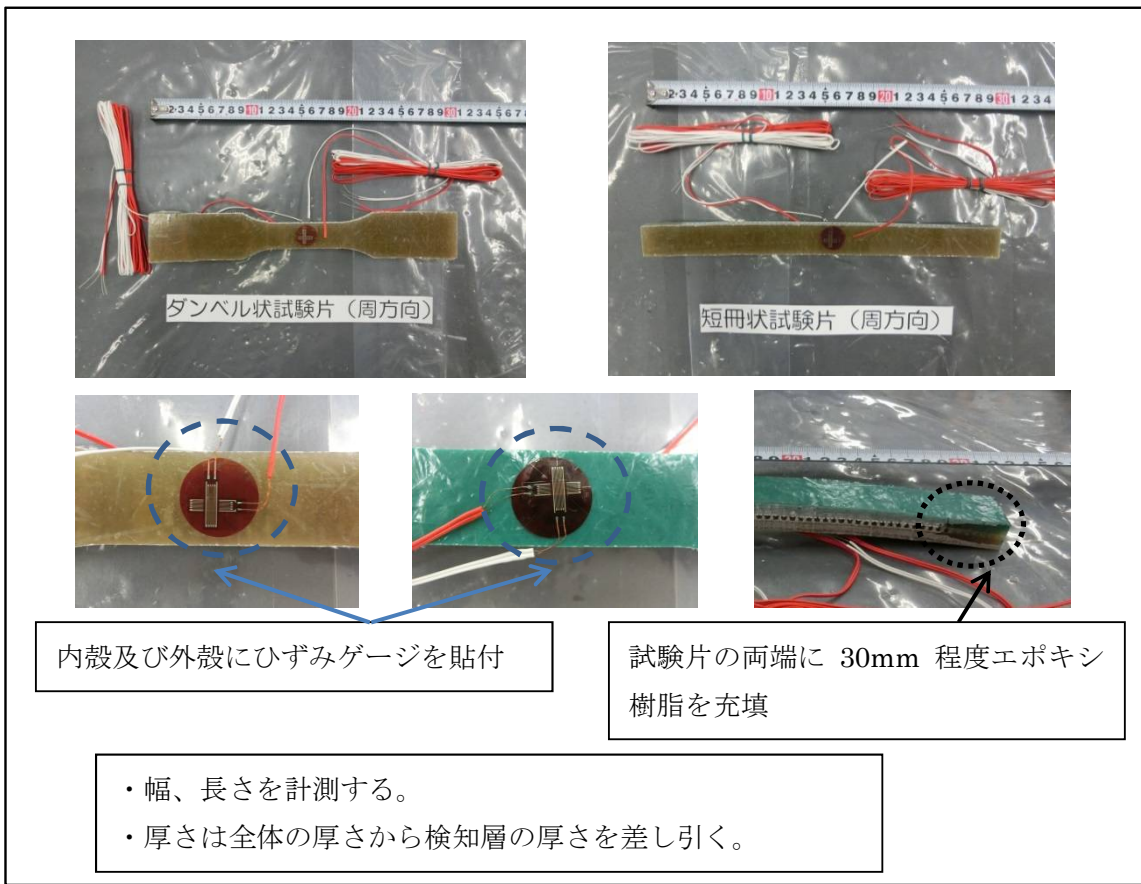 ダンベル状試験片（周方向）
短冊状試験片（周方向）
内殻及び外殻にひずみゲージを貼付
試験片の両端に 30mm 程度エポキシ
樹脂を充填
・幅、長さを計測する。
・厚さは全体の厚さから検知層の厚さを差し引く。